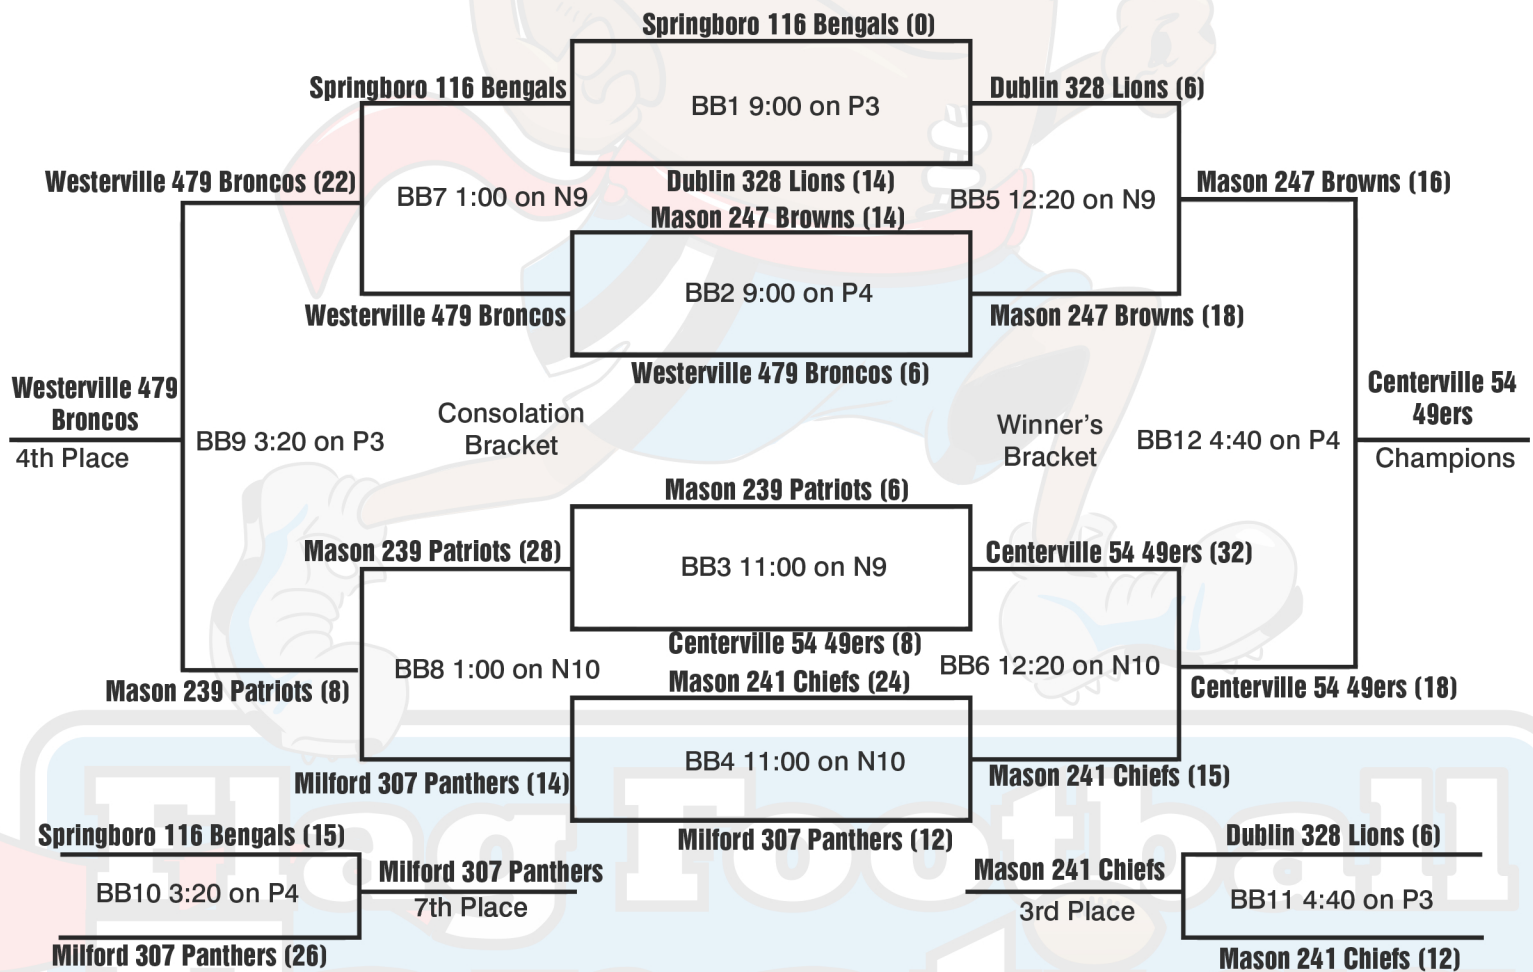 Springboro 116 Bengals (0)
Springboro 116 Bengals
BB1 9:00 on P3
Dublin 328 Lions (6)
Westerville 479 Broncos (22)
BB7 1:00 on N9
Dublin 328 Lions (14)
BB5 12:20 on N9
Mason 247 Browns (16)
Mason 247 Browns (14)
BB2 9:00 on P4
Westerville 479 Broncos
Mason 247 Browns (18)
Westerville 479 Broncos (6)
Westerville 479
Broncos
4th Place
BB9 3:20 on P3
Consolation
Bracket
Winner's
Bracket
BB12 4:40 on P4
Centerville 54
49ers
Champions
Mason 239 Patriots (6)
Mason 239 Patriots (28)
BB3 11:00 on N9
Centerville 54 49ers (32)
Centerville 54 49ers (8)
BB8 1:00 on N10
BB6 12:20 on N10
Mason 239 Patriots (8)
Mason 241 Chiefs (24)
Centerville 54 49ers (18)
BB4 11:00 on N10
Milford 307 Panthers (14)
Mason 241 Chiefs (15)
Milford 307 Panthers (12)
Springboro 116 Bengals (15)
BB10 3:20 on P4
Milford 307 Panthers
7th Place
Milford 307 Panthers (26)
Dublin 328 Lions (6)
Mason 241 Chiefs
3rd Place
BB11 4:40 on P3
Mason 241 Chiefs (12)
Flag Football